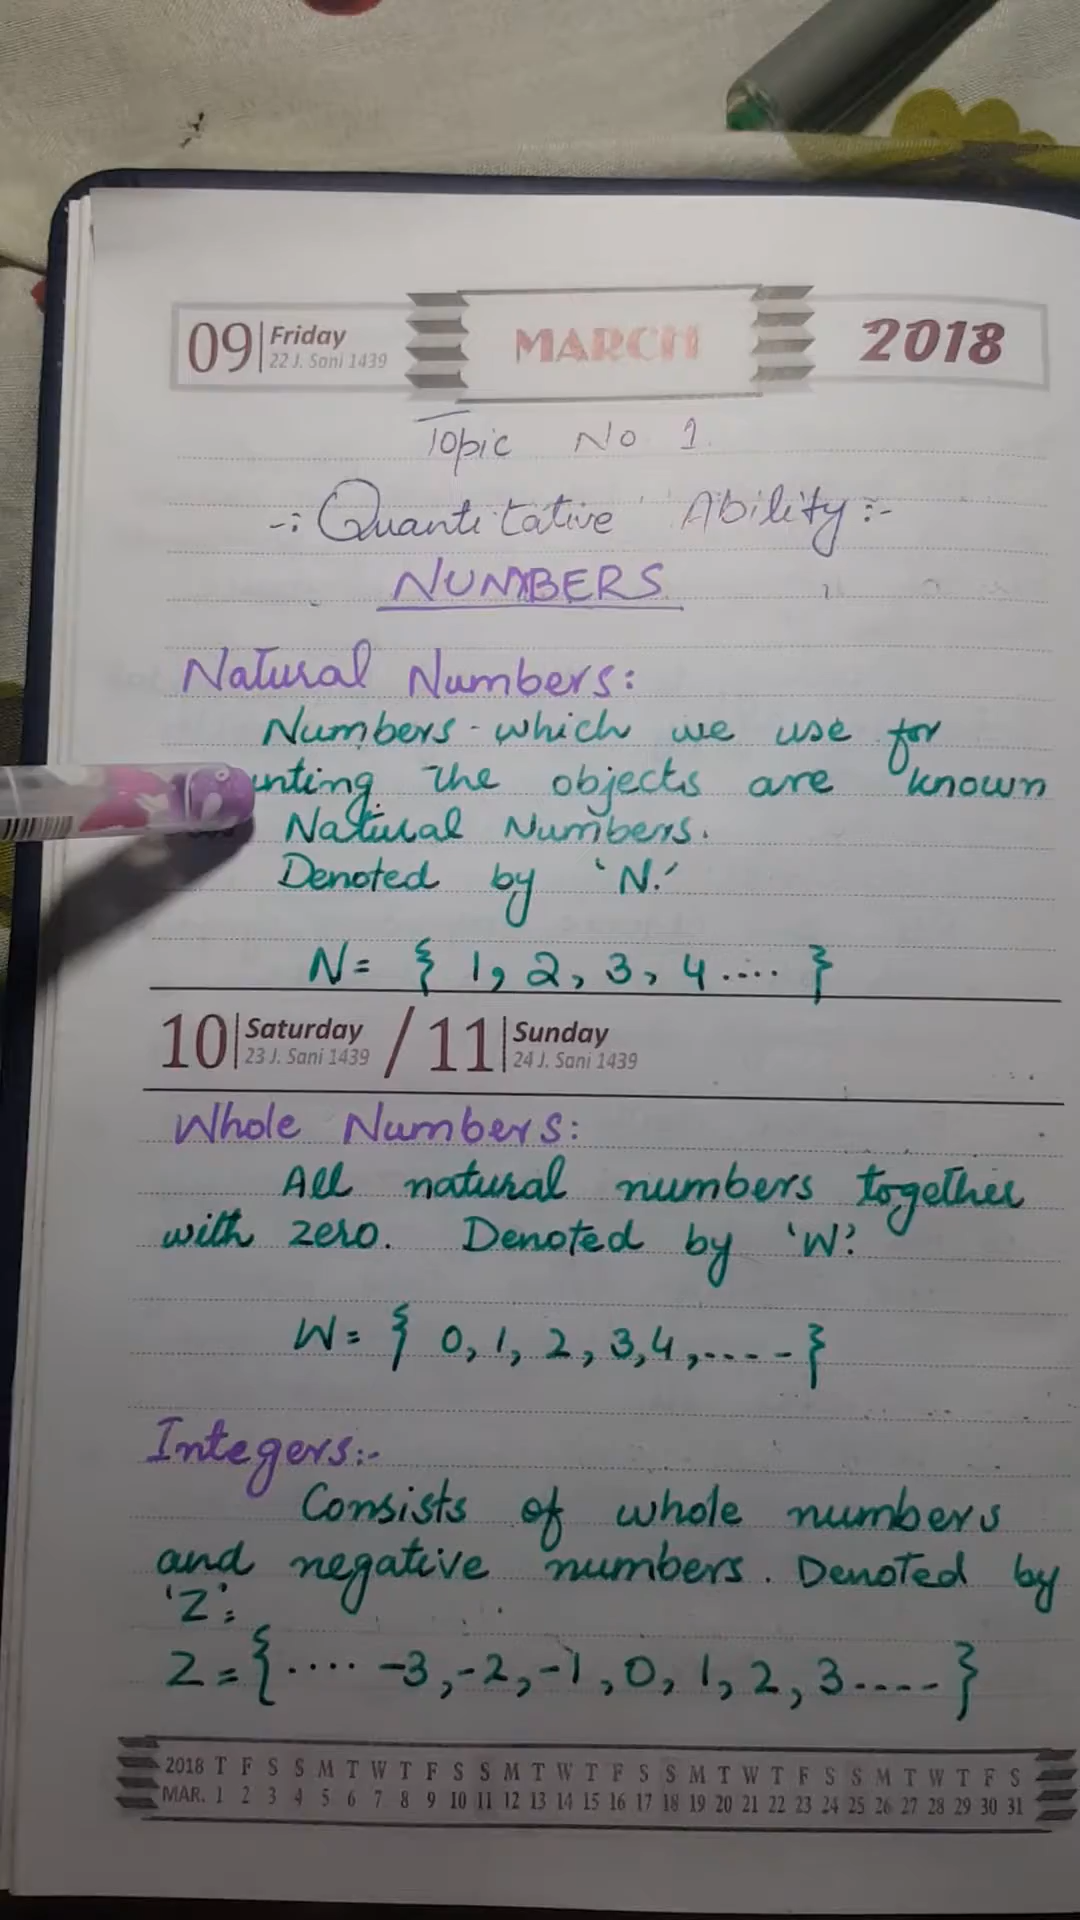 09 Friday
22 J. Sani 1439
MARCH
2018
Topic No 1.
-: Quantitative Ability :-
NUMBERS
Natural Numbers:
Numbers which we use for
unting the objects are known
Natural Numbers.
Denoted by 'N.'
N= { 1, 2, 3, 4 .... }
10 Saturday / 11 Sunday
23 J. Sani 1439 24 J. Sani 1439
Whole Numbers:
All natural numbers together
with zero. Denoted by 'W'.
W= { 0, 1, 2, 3, 4, ..... }
Integers:-
Consists of whole numbers
and negative numbers. Denoted by
'Z':
Z = { .... -3, -2, -1, 0, 1, 2, 3 ..... }
2018 T F S S M T W T F S S M T W T F S S M T W T F S S M T W T F S
MAR. 1 2 3 4 5 6 7 8 9 10 11 12 13 14 15 16 17 18 19 20 21 22 23 24 25 26 27 28 29 30 31